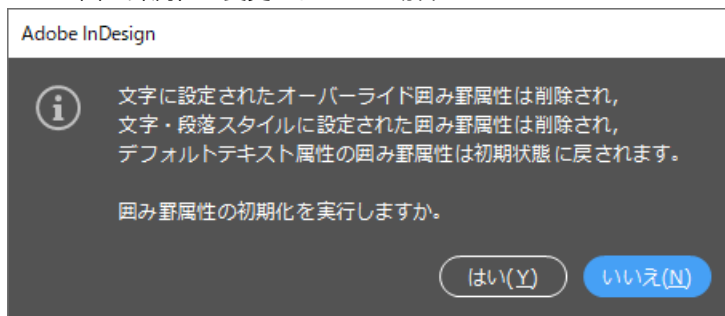 Adobe InDesign
文字に設定されたオーバーライド囲み罫属性は削除され,
文字・段落スタイルに設定された囲み罫属性は削除され,
デフォルトテキスト属性の囲み罫属性は初期状態に戻されます。
囲み罫属性の初期化を実行しますか。
はい(Y)
いいえ(N)